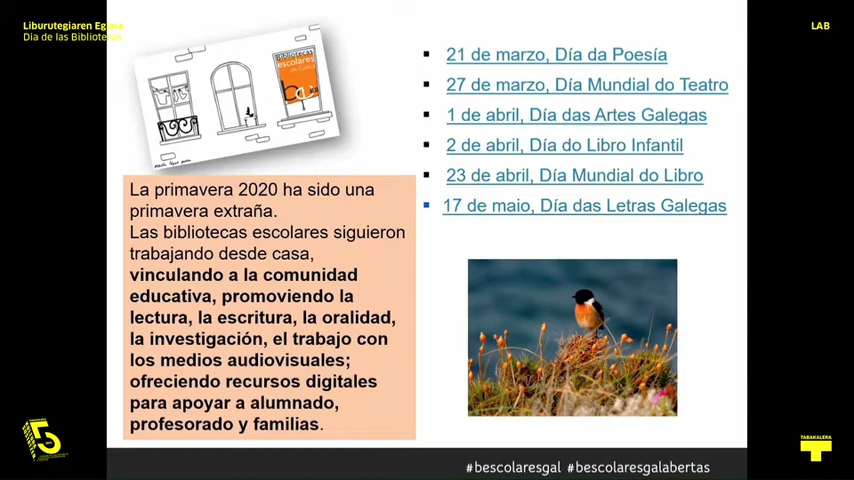 Liburutegiaren Eguna
Día de las Bibliotecas
LAB
Bibliotecas
escolares
de Galicia
La primavera 2020 ha sido una
primavera extraña.
Las bibliotecas escolares siguieron
trabajando desde casa,
vinculando a la comunidad
educativa, promoviendo la
lectura, la escritura, la oralidad,
la investigación, el trabajo con
los medios audiovisuales;
ofreciendo recursos digitales
para apoyar a alumnado,
profesorado y familias.
21 de marzo, Día da Poesía
27 de marzo, Día Mundial do Teatro
1 de abril, Día das Artes Galegas
2 de abril, Día do Libro Infantil
23 de abril, Día Mundial do Libro
17 de maio, Día das Letras Galegas
5
#bescolaresgal #bescolaresgalabertas
TABAKALERA